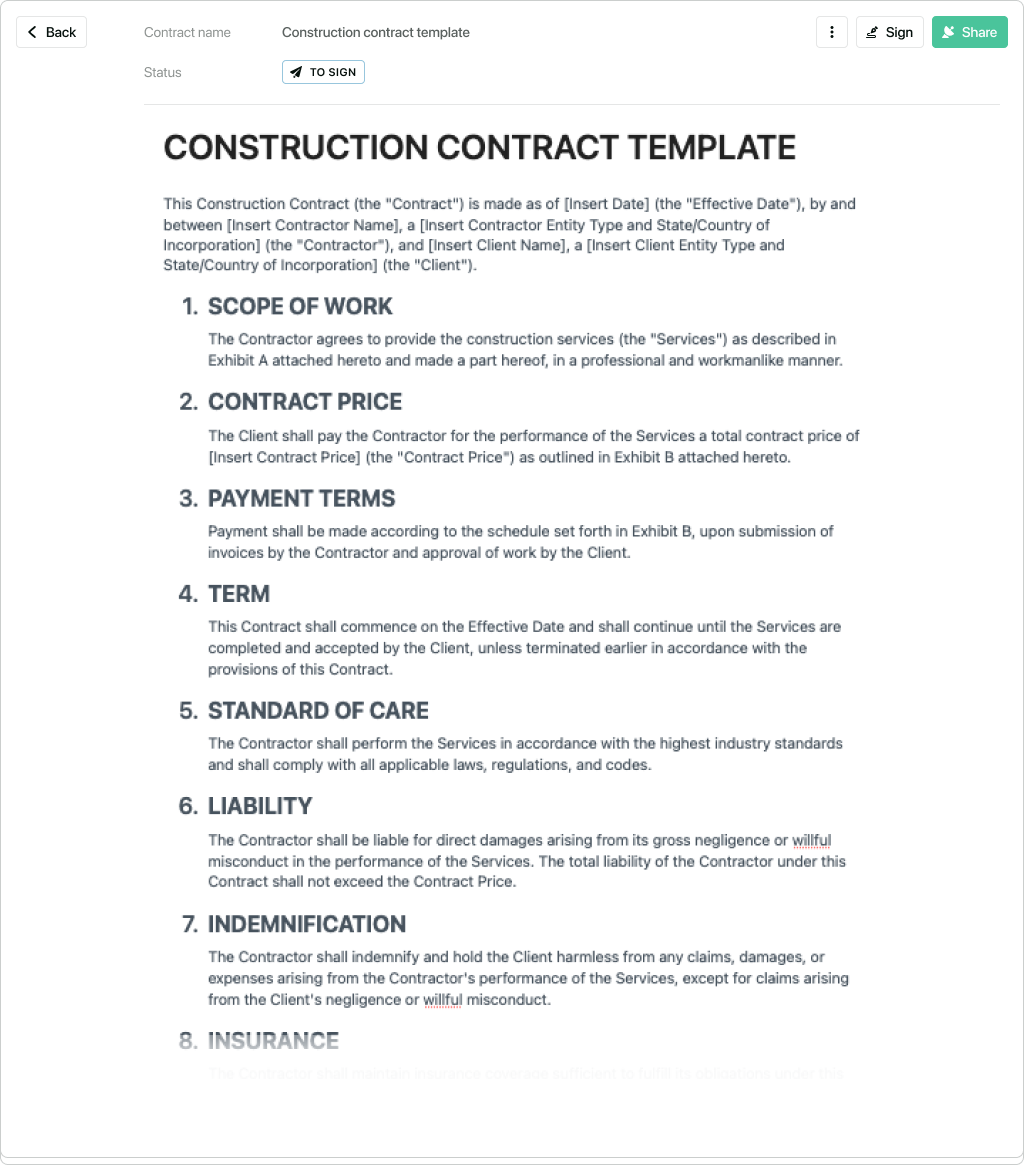 Back
Contract name
Construction contract template
Sign
Share
Status
TO SIGN
CONSTRUCTION CONTRACT TEMPLATE
This Construction Contract (the "Contract") is made as of [Insert Date] (the "Effective Date"), by and
between [Insert Contractor Name], a [Insert Contractor Entity Type and State/Country of
Incorporation] (the "Contractor"), and [Insert Client Name], a [Insert Client Entity Type and
State/Country of Incorporation] (the "Client").
1. SCOPE OF WORK
The Contractor agrees to provide the construction services (the "Services") as described in
Exhibit A attached hereto and made a part hereof, in a professional and workmanlike manner.
2. CONTRACT PRICE
The Client shall pay the Contractor for the performance of the Services a total contract price of
[Insert Contract Price] (the "Contract Price") as outlined in Exhibit B attached hereto.
3. PAYMENT TERMS
Payment shall be made according to the schedule set forth in Exhibit B, upon submission of
invoices by the Contractor and approval of work by the Client.
4. TERM
This Contract shall commence on the Effective Date and shall continue until the Services are
completed and accepted by the Client, unless terminated earlier in accordance with the
provisions of this Contract.
5. STANDARD OF CARE
The Contractor shall perform the Services in accordance with the highest industry standards
and shall comply with all applicable laws, regulations, and codes.
6. LIABILITY
The Contractor shall be liable for direct damages arising from its gross negligence or willful
misconduct in the performance of the Services. The total liability of the Contractor under this
Contract shall not exceed the Contract Price.
7. INDEMNIFICATION
The Contractor shall indemnify and hold the Client harmless from any claims, damages, or
expenses arising from the Contractor's performance of the Services, except for claims arising
from the Client's negligence or willful misconduct.
8. INSURANCE
The Contractor shall maintain insurance coverage sufficient to fulfill its obligations under this